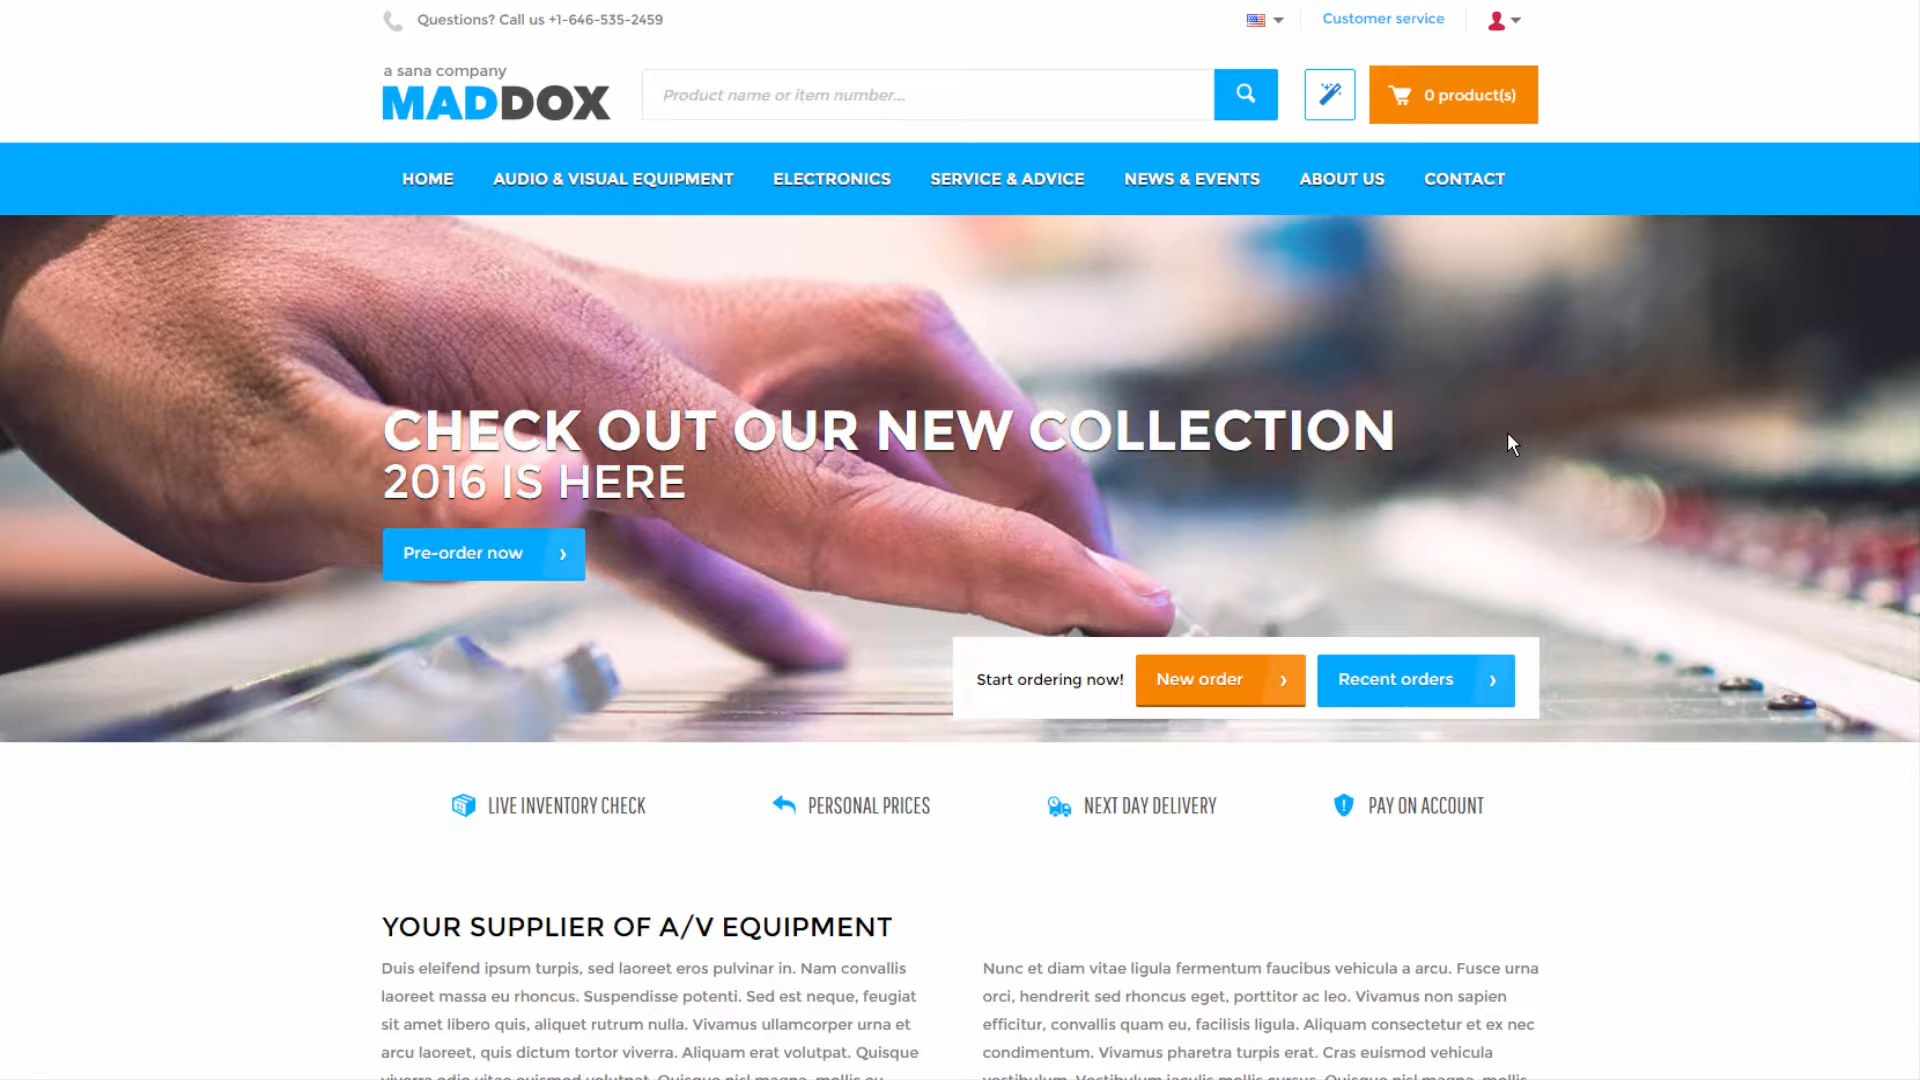 Questions? Call us +1-646-535-2459
Customer service
a sana company
MADDOX
Product name or item number...
0 product(s)
HOME AUDIO & VISUAL EQUIPMENT ELECTRONICS SERVICE & ADVICE NEWS & EVENTS ABOUT US CONTACT
CHECK OUT OUR NEW COLLECTION
2016 IS HERE
Pre-order now
Start ordering now! New order Recent orders
LIVE INVENTORY CHECK PERSONAL PRICES NEXT DAY DELIVERY PAY ON ACCOUNT
YOUR SUPPLIER OF A/V EQUIPMENT
Duis eleifend ipsum turpis, sed laoreet eros pulvinar in. Nam convallis
laoreet massa eu rhoncus. Suspendisse potenti. Sed est neque, feugiat
sit amet libero quis, aliquet rutrum nulla. Vivamus ullamcorper urna et
arcu laoreet, quis dictum tortor viverra. Aliquam erat volutpat. Quisque
Nunc et diam vitae ligula fermentum faucibus vehicula a arcu. Fusce urna
orci, hendrerit sed rhoncus eget, porttitor ac leo. Vivamus non sapien
efficitur, convallis quam eu, facilisis ligula. Aliquam consectetur et ex nec
condimentum. Vivamus pharetra turpis erat. Cras euismod vehicula